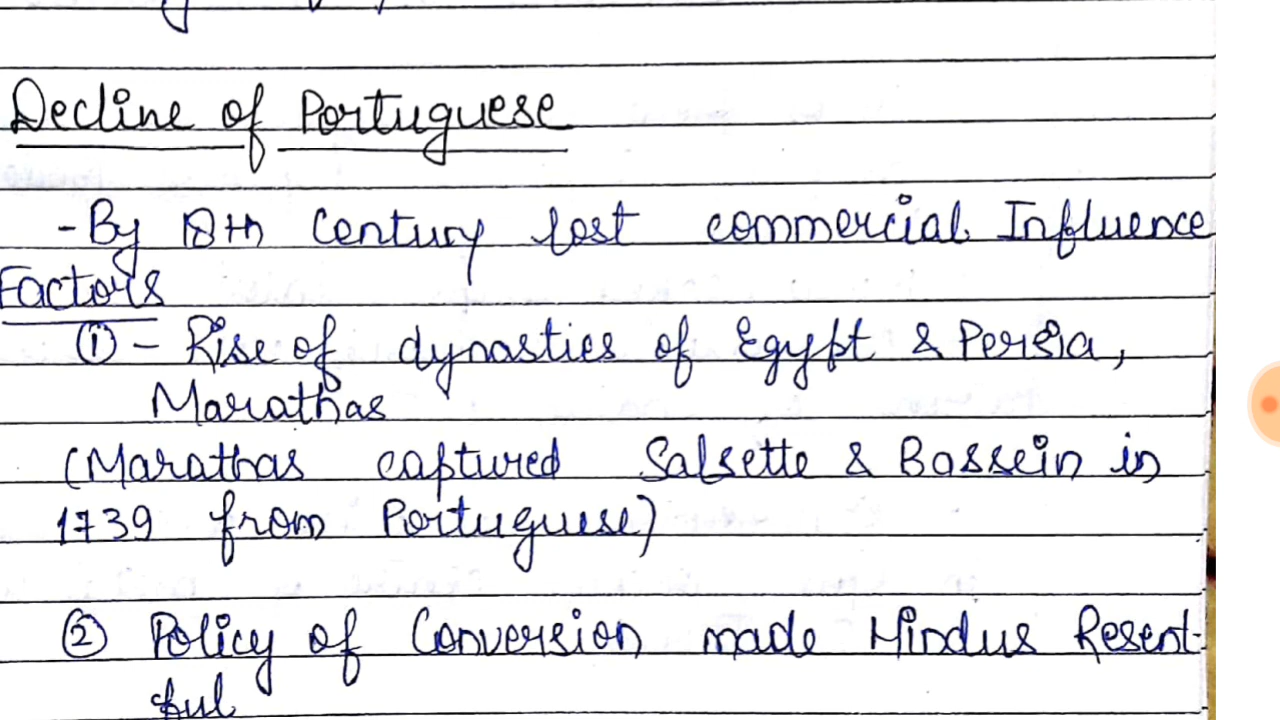 Decline of Portuguese
- By 18th Century lost commercial Influence
Factors
① - Rise of dynasties of Egypt & Persia,
Marathas
(Marathas captured Salsette & Bassein in
1739 from Portuguese)
② Policy of Conversion made Hindus Resent-
ful